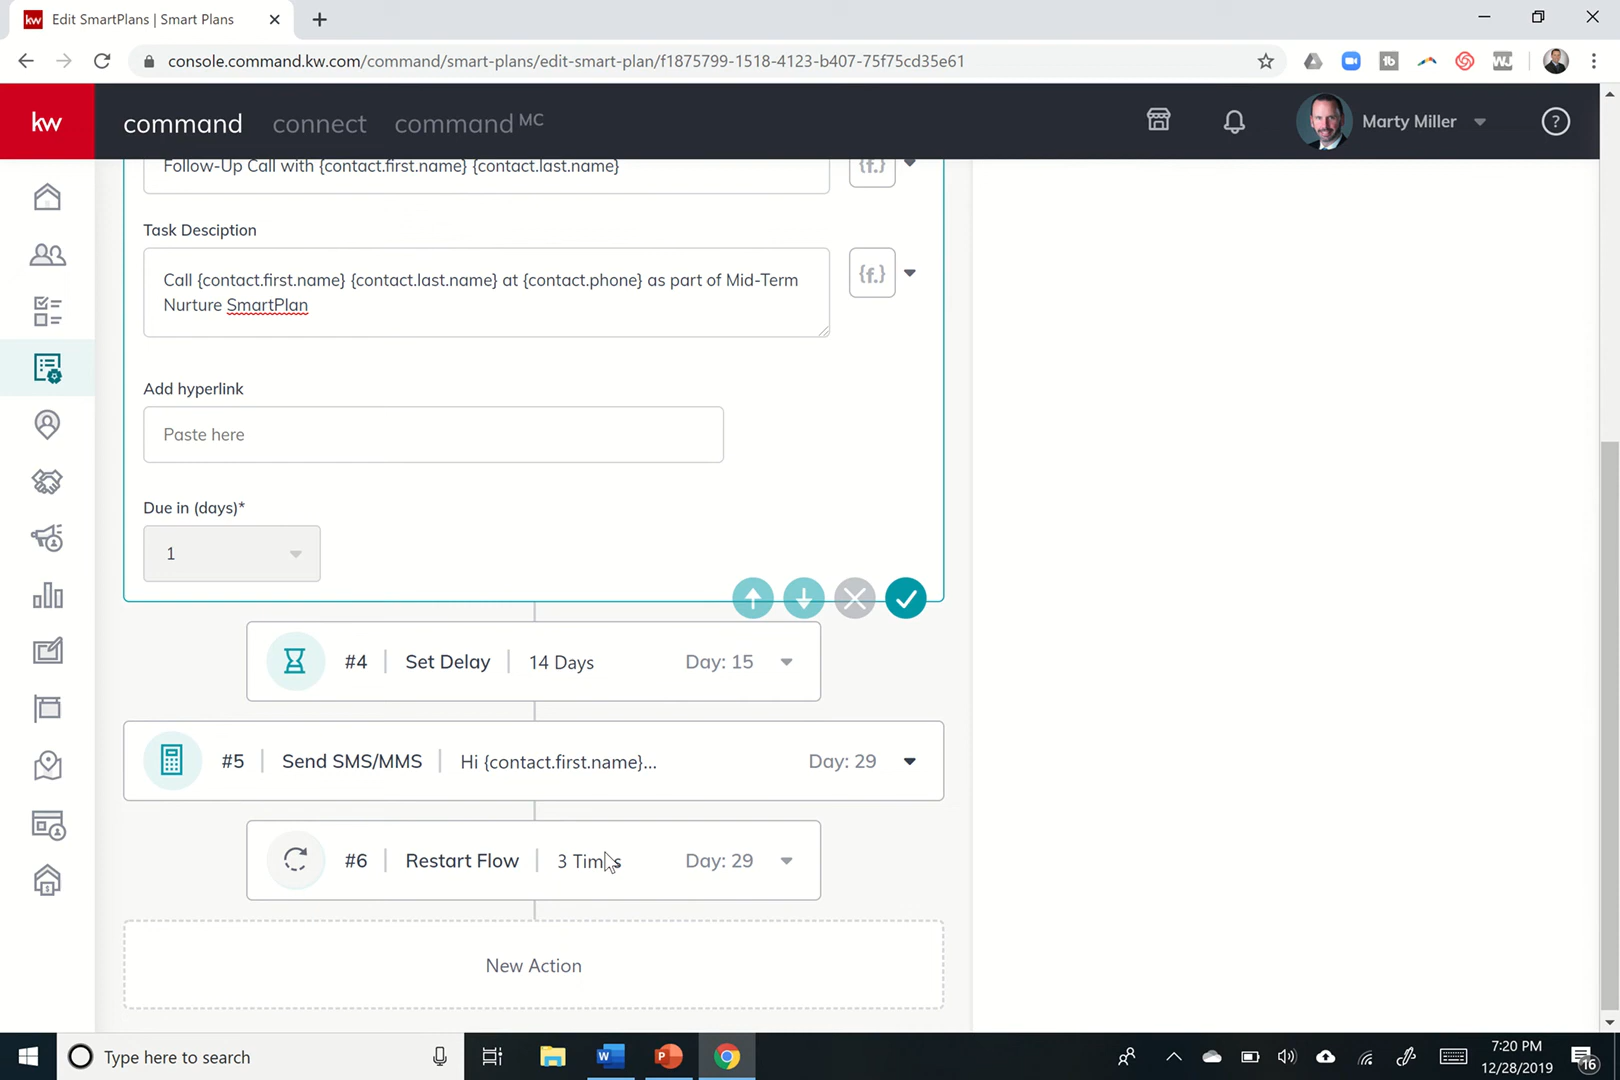 kw Edit SmartPlans | Smart Plans
console.command.kw.com/command/smart-plans/edit-smart-plan/f1875799-1518-4123-b407-75f75cd35e61
tb
WJ
kw
command connect command MC
Marty Miller
?
Follow-Up Call with {contact.first.name} {contact.last.name}
{f.}
Task Desciption
Call {contact.first.name} {contact.last.name} at {contact.phone} as part of Mid-Term
Nurture SmartPlan
{f.}
Add hyperlink
Paste here
Due in (days)*
1
#4 | Set Delay | 14 Days Day: 15
#5 | Send SMS/MMS | Hi {contact.first.name}... Day: 29
#6 | Restart Flow | 3 Times Day: 29
New Action
Type here to search
7:20 PM
12/28/2019
16